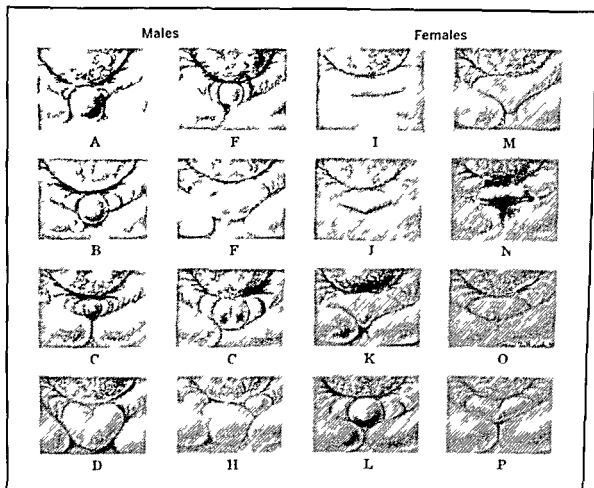 Males Females
A F I M
B F J N
C C K O
D H L P